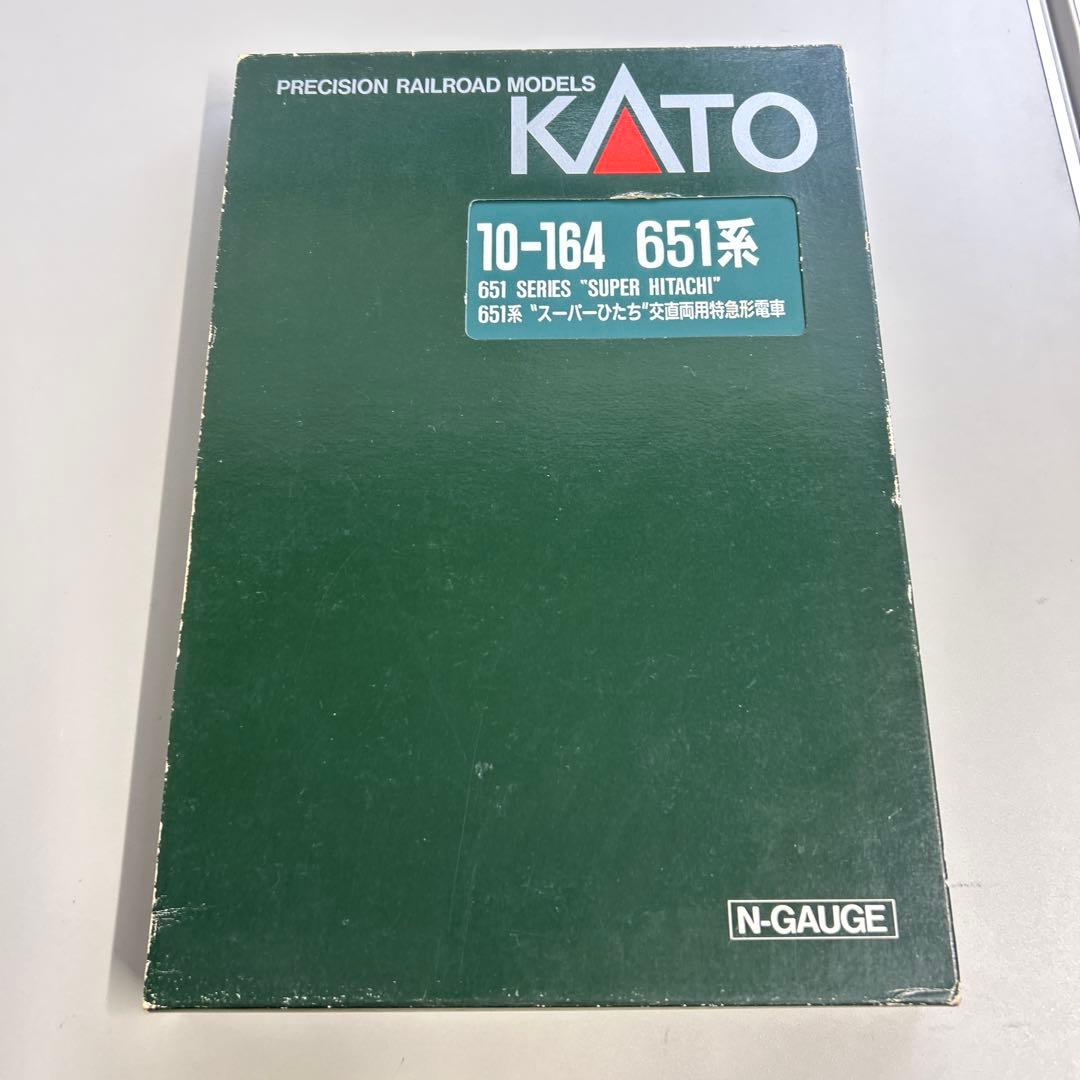 PRECISION RAILROAD MODELS
KATO
10-164 651系
651 SERIES "SUPER HITACHI"
651系 "スーパーひたち"交直両用特急形電車
N-GAUGE